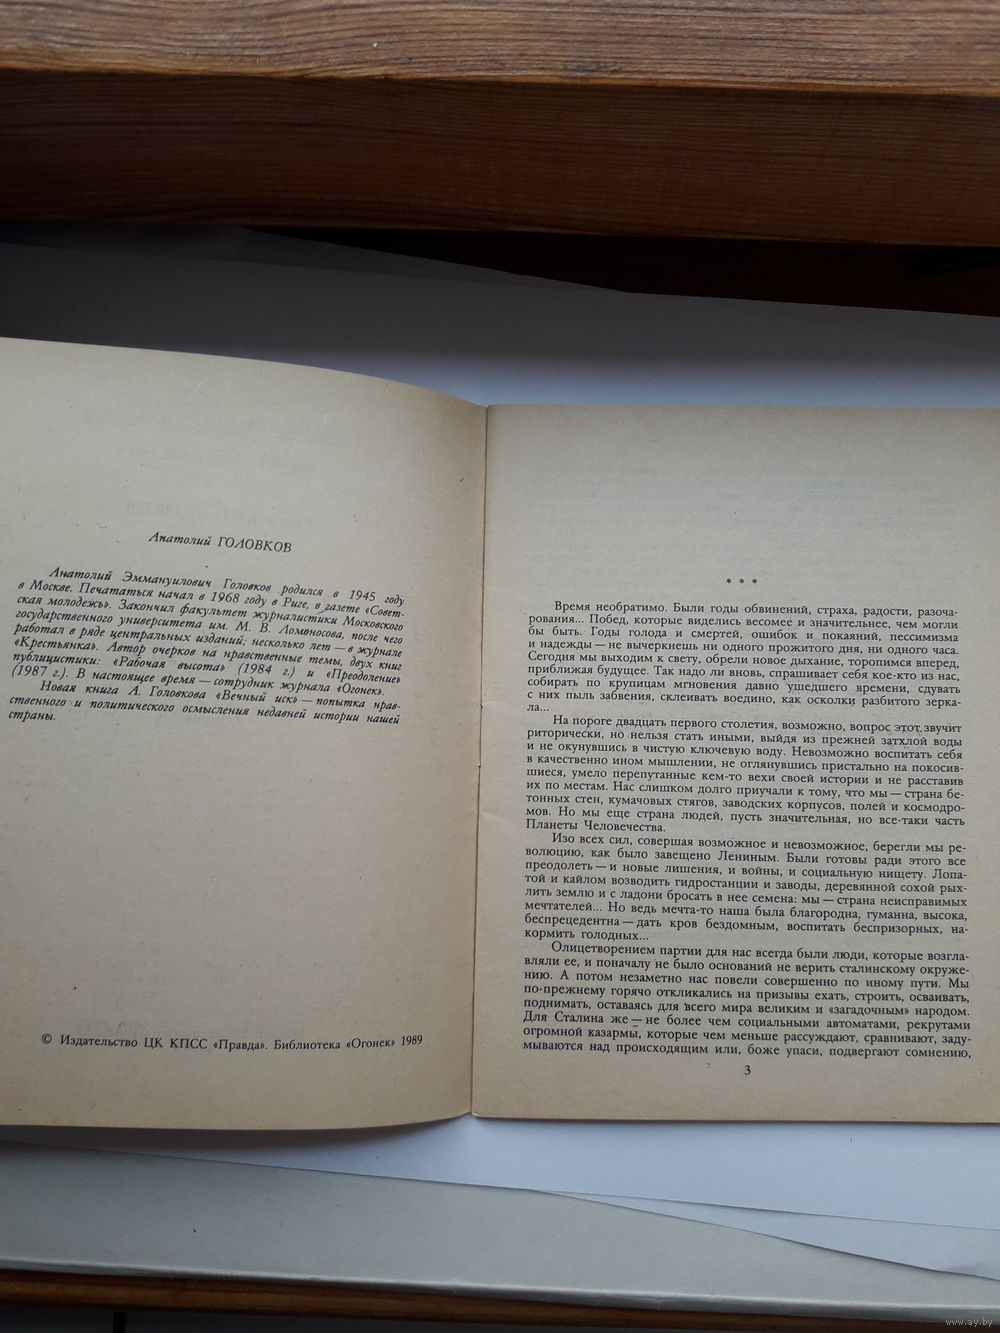 Анатолий ГОЛОВКОВ
Анатолий Эммануилович Головков родился в 1945 году
в Москве. Печататься начал в 1968 году в Риге, в газете «Совет-
ская молодежь». Закончил факультет журналистики Московского
государственного университета им. М. В. Ломоносова, после чего
работал в ряде центральных изданий; несколько лет — в журнале
«Крестьянка». Автор очерков на нравственные темы, двух книг
публицистики: «Рабочая высота» (1984 г.) и «Преодоление»
(1987 г.). В настоящее время — сотрудник журнала «Огонек».
Новая книга А. Головкова «Вечный иск» — попытка нрав-
ственного и политического осмысления недавней истории нашей
страны.
© Издательство ЦК КПСС «Правда». Библиотека «Огонек» 1989
* * *
Время необратимо. Были годы обвинений, страха, радости, разоча-
рования... Побед, которые виделись весомее и значительнее, чем могли
бы быть. Годы голода и смертей, ошибок и покаяний, пессимизма
и надежды — не вычеркнешь ни одного прожитого дня, ни одного часа.
Сегодня мы выходим к свету, обрели новое дыхание, торопимся вперед,
приближая будущее. Так надо ли вновь, спрашивает себя кое-кто из нас,
собирать по крупицам мгновения давно ушедшего времени, сдувать
с них пыль забвения, склеивать воедино, как осколки разбитого зерка-
ла...
На пороге двадцать первого столетия, возможно, вопрос этот звучит
риторически, но нельзя стать иными, выйдя из прежней затхлой воды
и не окунувшись в чистую ключевую воду. Невозможно воспитать себя
в качественно ином мышлении, не оглянувшись пристально на покосив-
шиеся, умело перепутанные кем-то вехи своей истории и не расставив
их по местам. Нас слишком долго приучали к тому, что мы — страна бе-
тонных стен, кумачовых стягов, заводских корпусов, полей и космодро-
мов. Но мы еще страна людей, пусть значительная, но все-таки часть
Планеты Человечества.
Изо всех сил, совершая возможное и невозможное, берегли мы ре-
волюцию, как было завещено Лениным. Были готовы ради этого все
преодолеть — и новые лишения, и войны, и социальную нищету. Лопа-
той и кайлом возводить гидростанции и заводы, деревянной сохой рых-
лить землю и с ладони бросать в нее семена: мы — страна неисправимых
мечтателей... Но ведь мечта-то наша была благородна, гуманна, высока,
беспрецедентна — дать кров бездомным, воспитать беспризорных, на-
кормить голодных...
Олицетворением партии для нас всегда были люди, которые возгла-
вляли ее, и поначалу не было оснований не верить сталинскому окруже-
нию. А потом незаметно нас повели совершенно по иному пути. Мы
по-прежнему горячо откликались на призывы ехать, строить, осваивать,
поднимать, оставаясь для всего мира великим и «загадочным» народом.
Для Сталина же — не более чем социальными автоматами, рекрутами
огромной казармы, которые чем меньше рассуждают, сравнивают, заду-
мываются над происходящим или, боже упаси, подвергают сомнению,
3
www.ay.by